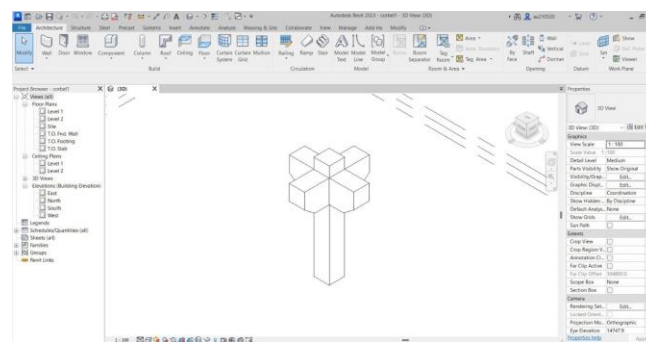 Autodesk Revit 2023 - corbel1 - 3D View: {3D}
File Architecture Structure Steel Precast Systems Insert Annotate Analyze Massing & Site Collaborate View Manage Add-Ins Modify
Modify Wall Door Window Component Column Roof Ceiling Floor Curtain System Curtain Grid Mullion Railing Ramp Stair Model Text Model Line Model Group Room Room Separator Tag Room Area Area Boundary Tag Area By Face Shaft Wall Vertical Dormer Level Grid Set Show Ref Plane Viewer
Select Build Circulation Model Room & Area Opening Datum Work Plane
Project Browser - corbel1
Views (all)
Floor Plans
Level 1
Level 2
Site
T.O. Fnd. Wall
T.O. Footing
T.O. Slab
Ceiling Plans
Level 1
Level 2
3D Views
Elevations (Building Elevation)
East
North
South
West
Legends
Schedules/Quantities (all)
Sheets (all)
Families
Groups
Revit Links
{3D}
1 : 100
Properties
3D View
3D View: {3D}
Graphics
View Scale 1 : 100
Scale Value 1: 100
Detail Level Medium
Parts Visibility Show Original
Visibility/Grap... Edit...
Graphic Displ... Edit...
Discipline Coordination
Show Hidden ... By Discipline
Default Analys... None
Show Grids Edit...
Sun Path
Extents
Crop View
Crop Region V...
Annotation Cr...
Far Clip Active
Far Clip Offset 304800.0
Scope Box None
Section Box
Camera
Rendering Set... Edit...
Locked Orient...
Projection Mo... Orthographic
Eye Elevation 14747.9
Properties help